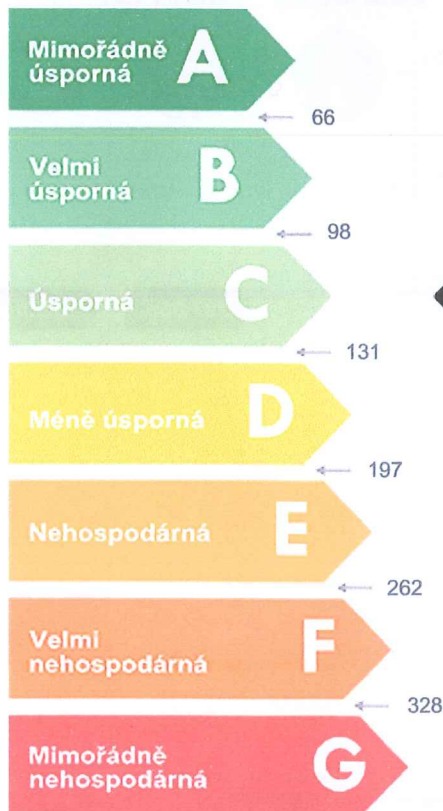 Mimořádně
úsporná
A
66
Velmi
úsporná
B
98
Úsporná
C
131
Méně úsporná
D
197
Nehospodárná
E
262
Velmi
nehospodárná
F
328
Mimořádně
nehospodárná
G